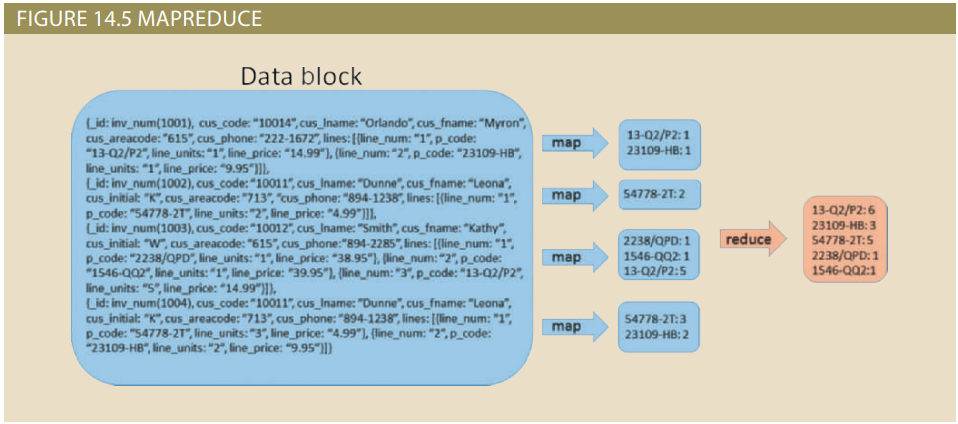 FIGURE 14.5 MAPREDUCE
Data block
{_id: inv_num(1001), cus_code: “10014”, cus_lname: “Orlando”, cus_fname: “Myron”,
cus_areacode: “615”, cus_phone: “222-1672”, lines: [{line_num: “1”, p_code:
“13-Q2/P2”, line_units: “1”, line_price: “14.99”}, {line_num: “2”, p_code: “23109-HB”,
line_units: “1”, line_price: “9.95”}]},
{_id: inv_num(1002), cus_code: “10011”, cus_lname: “Dunne”, cus_fname: “Leona”,
cus_initial: “K”, cus_areacode: “713”, “cus_phone: “894-1238”, lines: [{line_num: “1”,
p_code: “54778-2T”, line_units: “2”, line_price: “4.99”}]},
{_id: inv_num(1003), cus_code: “10012”, cus_lname: “Smith”, cus_fname: “Kathy”,
cus_initial: “W”, cus_areacode: “615”, cus_phone:“894-2285”, lines: [{line_num: “1”,
p_code: “2238/QPD”, line_units: “1”, line_price: “38.95”}, {line_num: “2”, p_code:
“1546-QQ2”, line_units: “1”, line_price: “39.95”}, {line_num: “3”, p_code: “13-Q2/P2”,
line_units: “5”, line_price: “14.99”}]},
{_id: inv_num(1004), cus_code: “10011”, cus_lname: “Dunne”, cus_fname: “Leona”,
cus_initial: “K”, cus_areacode: “713”, cus_phone: “894-1238”, lines: [{line_num: “1”,
p_code: “54778-2T”, line_units: “3”, line_price: “4.99”}, {line_num: “2”, p_code:
“23109-HB”, line_units: “2”, line_price: “9.95”}]}
map
13-Q2/P2: 1
23109-HB: 1
map
54778-2T: 2
map
2238/QPD: 1
1546-QQ2: 1
13-Q2/P2: 5
map
54778-2T: 3
23109-HB: 2
reduce
13-Q2/P2: 6
23109-HB: 3
54778-2T: 5
2238/QPD: 1
1546-QQ2:1